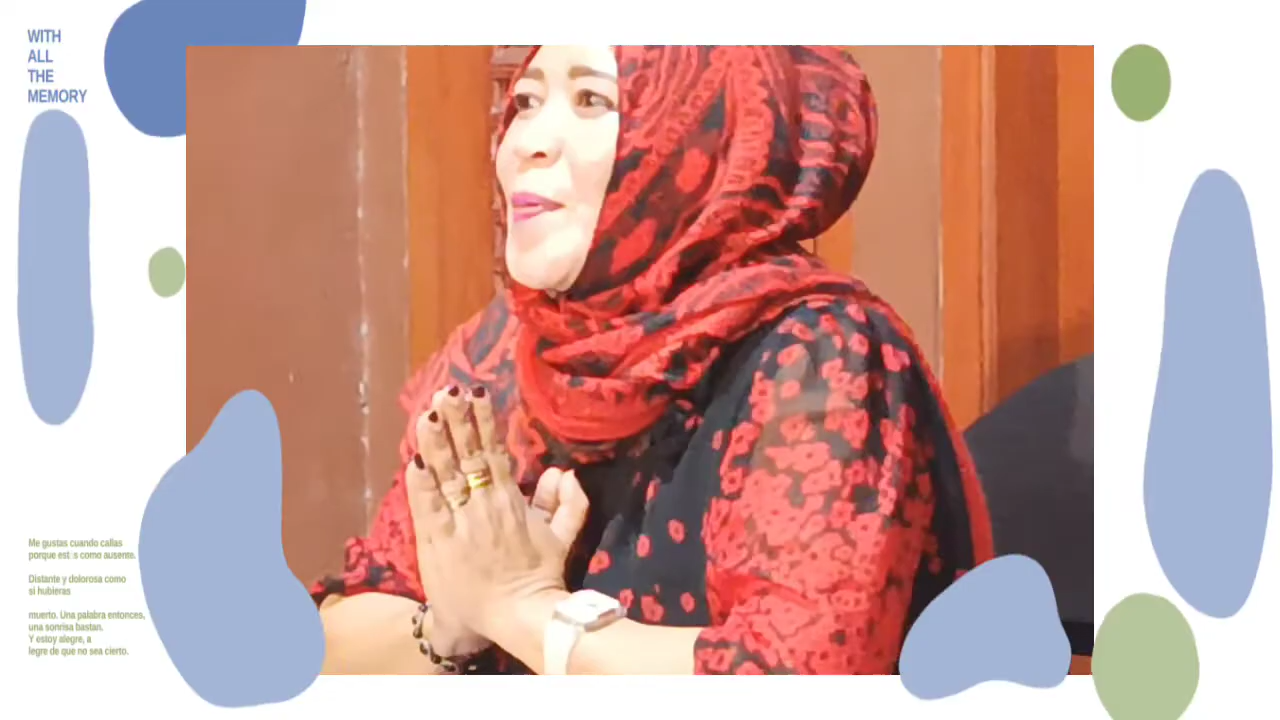 WITH
ALL
THE
MEMORY
Me gustas cuando callas
porque est s como ausente.
Distante y dolorosa como
si hubieras
muerto. Una palabra entonces,
una sonrisa bastan.
Y estoy alegre, a
legre de que no sea cierto.